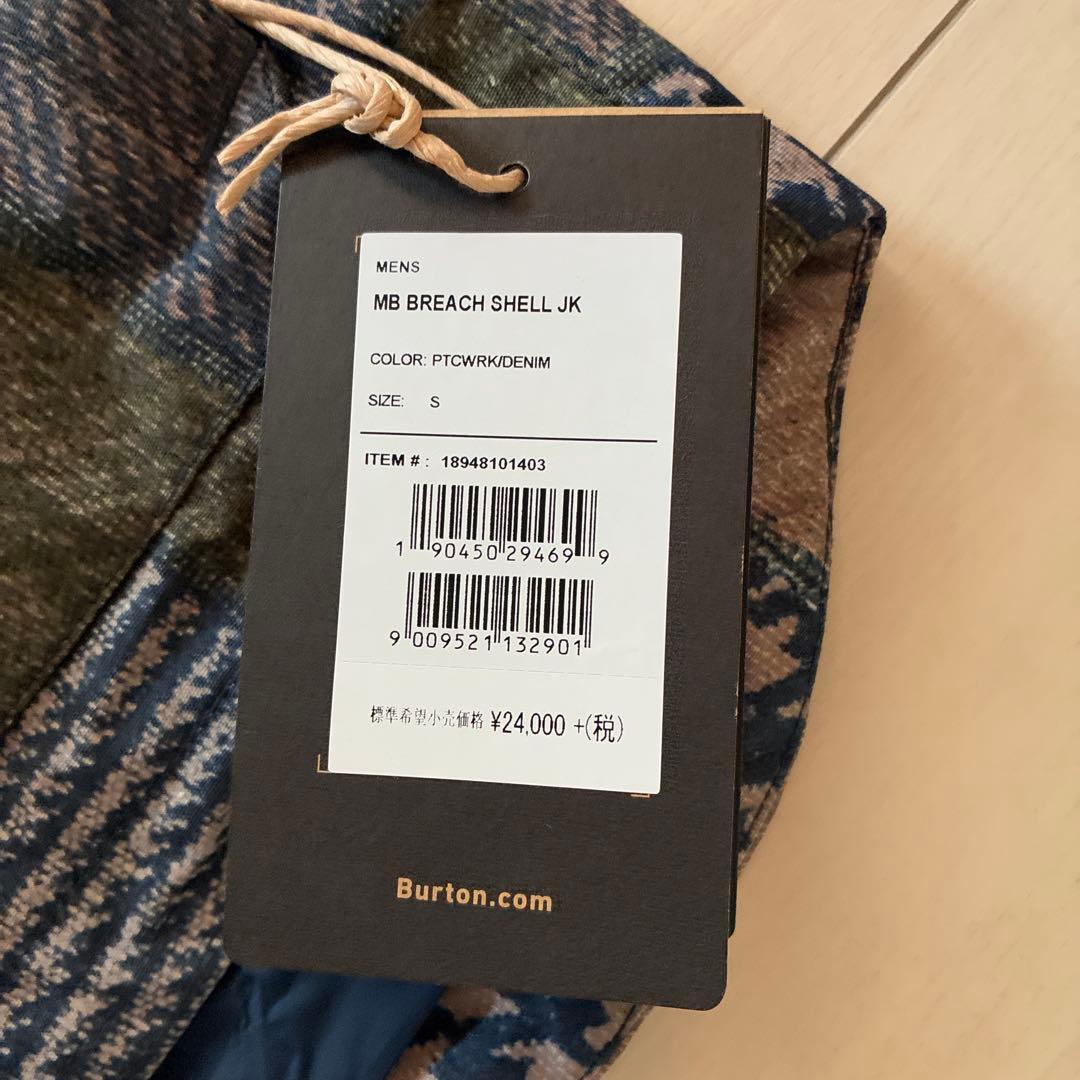 MENS
MB BREACH SHELL JK
COLOR: PTCWRK/DENIM
SIZE: S
ITEM # : 18948101403
1 90450 29469 9
9 009521 132901
標準希望小売価格 ¥24,000 +(税)
Burton.com